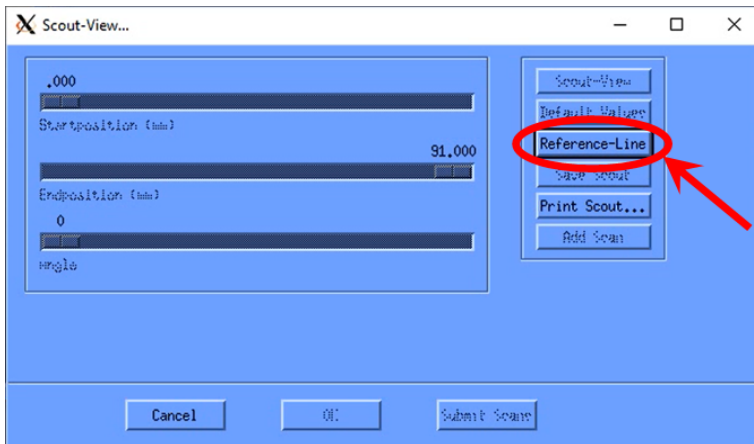 Scout-View...
.000
Startposition (mm)
91.000
Endposition (mm)
0
Angle
Scout-View
Default Values
Reference-Line
Save Scout
Print Scout...
Add Scan
Cancel
OK
Submit Scans